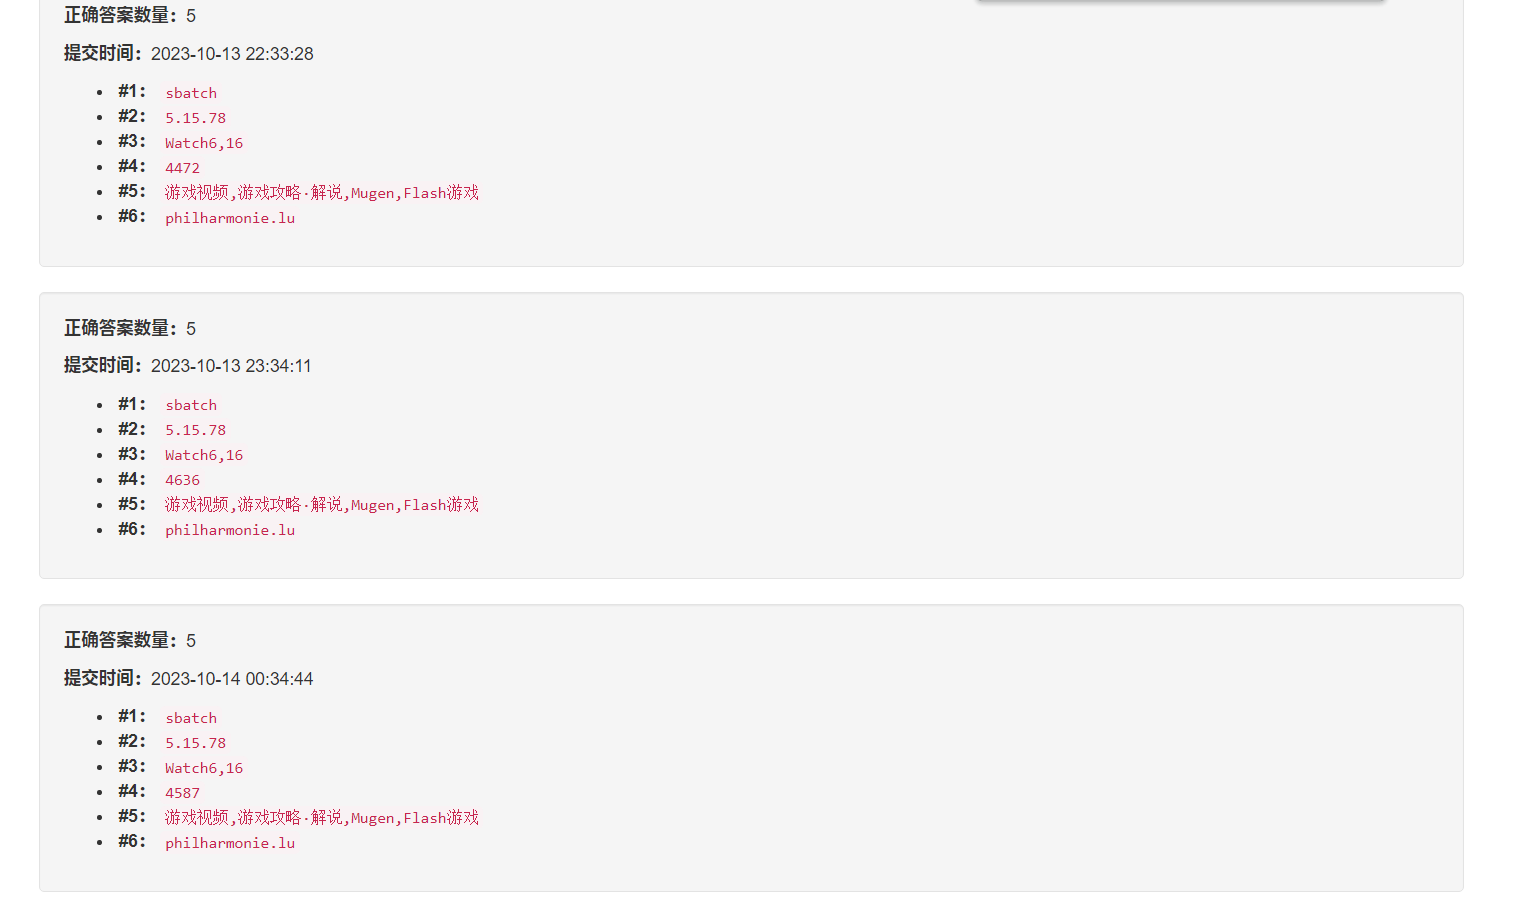 正确答案数量：5
提交时间：2023-10-13 22:33:28
• #1： sbatch
• #2： 5.15.78
• #3： Watch6,16
• #4： 4472
• #5： 游戏视频,游戏攻略·解说,Mugen,Flash游戏
• #6： philharmonie.lu
正确答案数量：5
提交时间：2023-10-13 23:34:11
• #1： sbatch
• #2： 5.15.78
• #3： Watch6,16
• #4： 4636
• #5： 游戏视频,游戏攻略·解说,Mugen,Flash游戏
• #6： philharmonie.lu
正确答案数量：5
提交时间：2023-10-14 00:34:44
• #1： sbatch
• #2： 5.15.78
• #3： Watch6,16
• #4： 4587
• #5： 游戏视频,游戏攻略·解说,Mugen,Flash游戏
• #6： philharmonie.lu